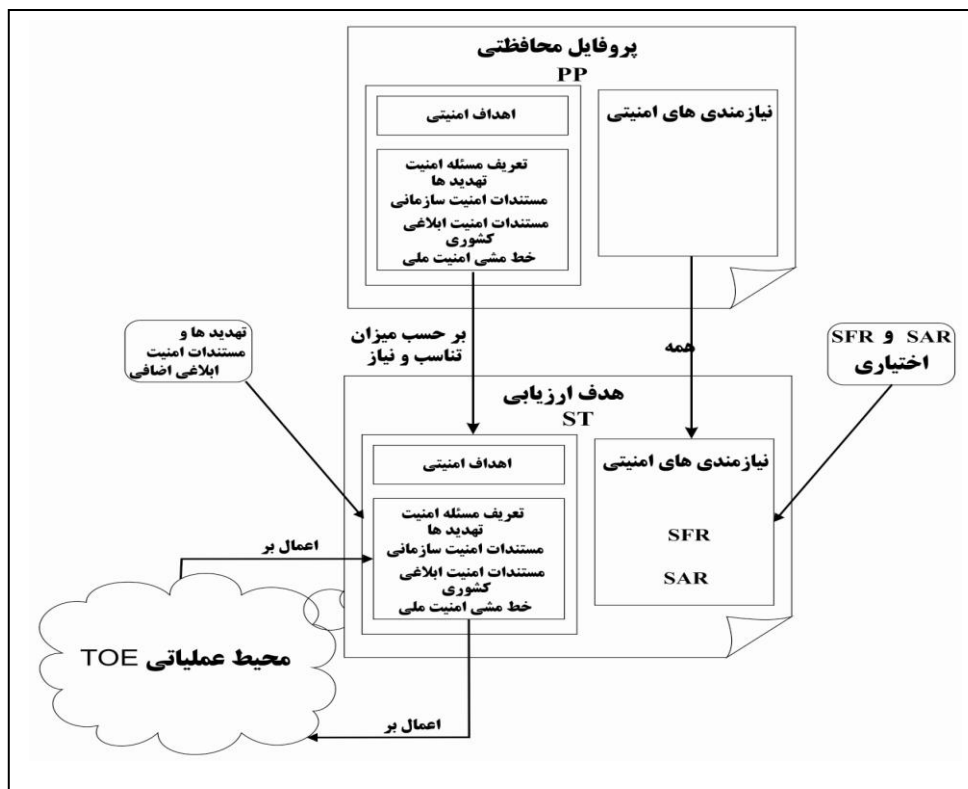 پروفایل محافظتی
PP
نیازمندی های امنیتی
اهداف امنیتی
تعریف مسئله امنیت
تهدید ها
مستندات امنیت سازمانی
مستندات امنیت ابلاغی
کشوری
خط مشی امنیت ملی
همه
بر حسب میزان
تناسب و نیاز
SAR و SFR
اختیاری
تهدید ها و
مستندات امنیت
ابلاغی اضافی
هدف ارزیابی
ST
نیازمندی های امنیتی
SFR
SAR
اهداف امنیتی
تعریف مسئله امنیت
تهدید ها
مستندات امنیت سازمانی
مستندات امنیت ابلاغی
کشوری
خط مشی امنیت ملی
اعمال بر
محیط عملیاتی TOE
اعمال بر